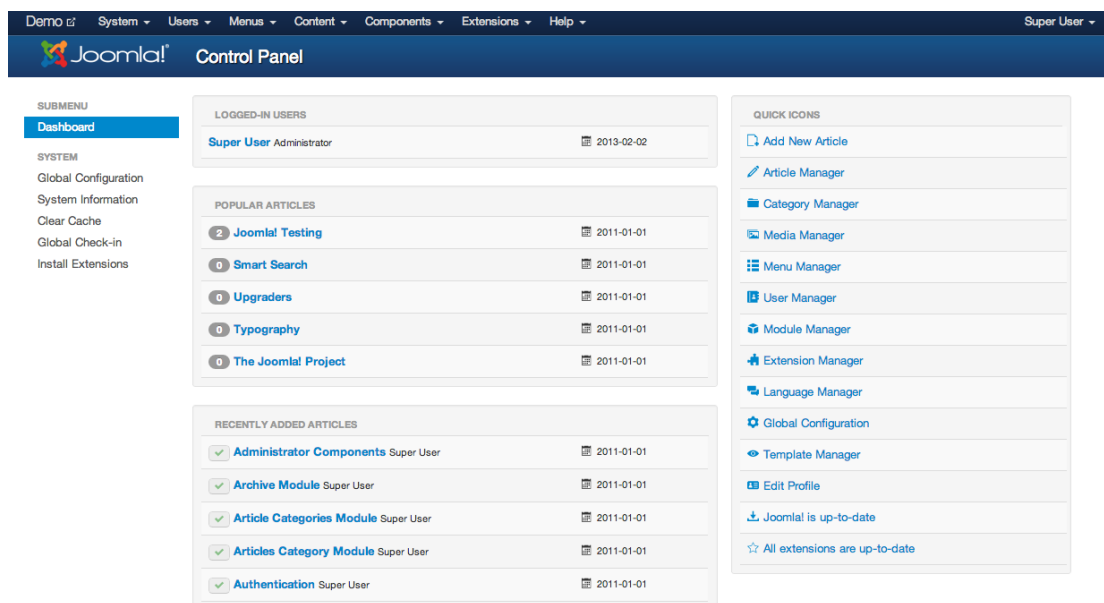 Demo System Users Menus Content Components Extensions Help Super User
Joomla!® Control Panel
SUBMENU
Dashboard
SYSTEM
Global Configuration
System Information
Clear Cache
Global Check-in
Install Extensions
LOGGED-IN USERS
Super User Administrator 2013-02-02
POPULAR ARTICLES
2 Joomla! Testing 2011-01-01
0 Smart Search 2011-01-01
0 Upgraders 2011-01-01
0 Typography 2011-01-01
0 The Joomla! Project 2011-01-01
RECENTLY ADDED ARTICLES
Administrator Components Super User 2011-01-01
Archive Module Super User 2011-01-01
Article Categories Module Super User 2011-01-01
Articles Category Module Super User 2011-01-01
Authentication Super User 2011-01-01
QUICK ICONS
Add New Article
Article Manager
Category Manager
Media Manager
Menu Manager
User Manager
Module Manager
Extension Manager
Language Manager
Global Configuration
Template Manager
Edit Profile
Joomla! is up-to-date
All extensions are up-to-date